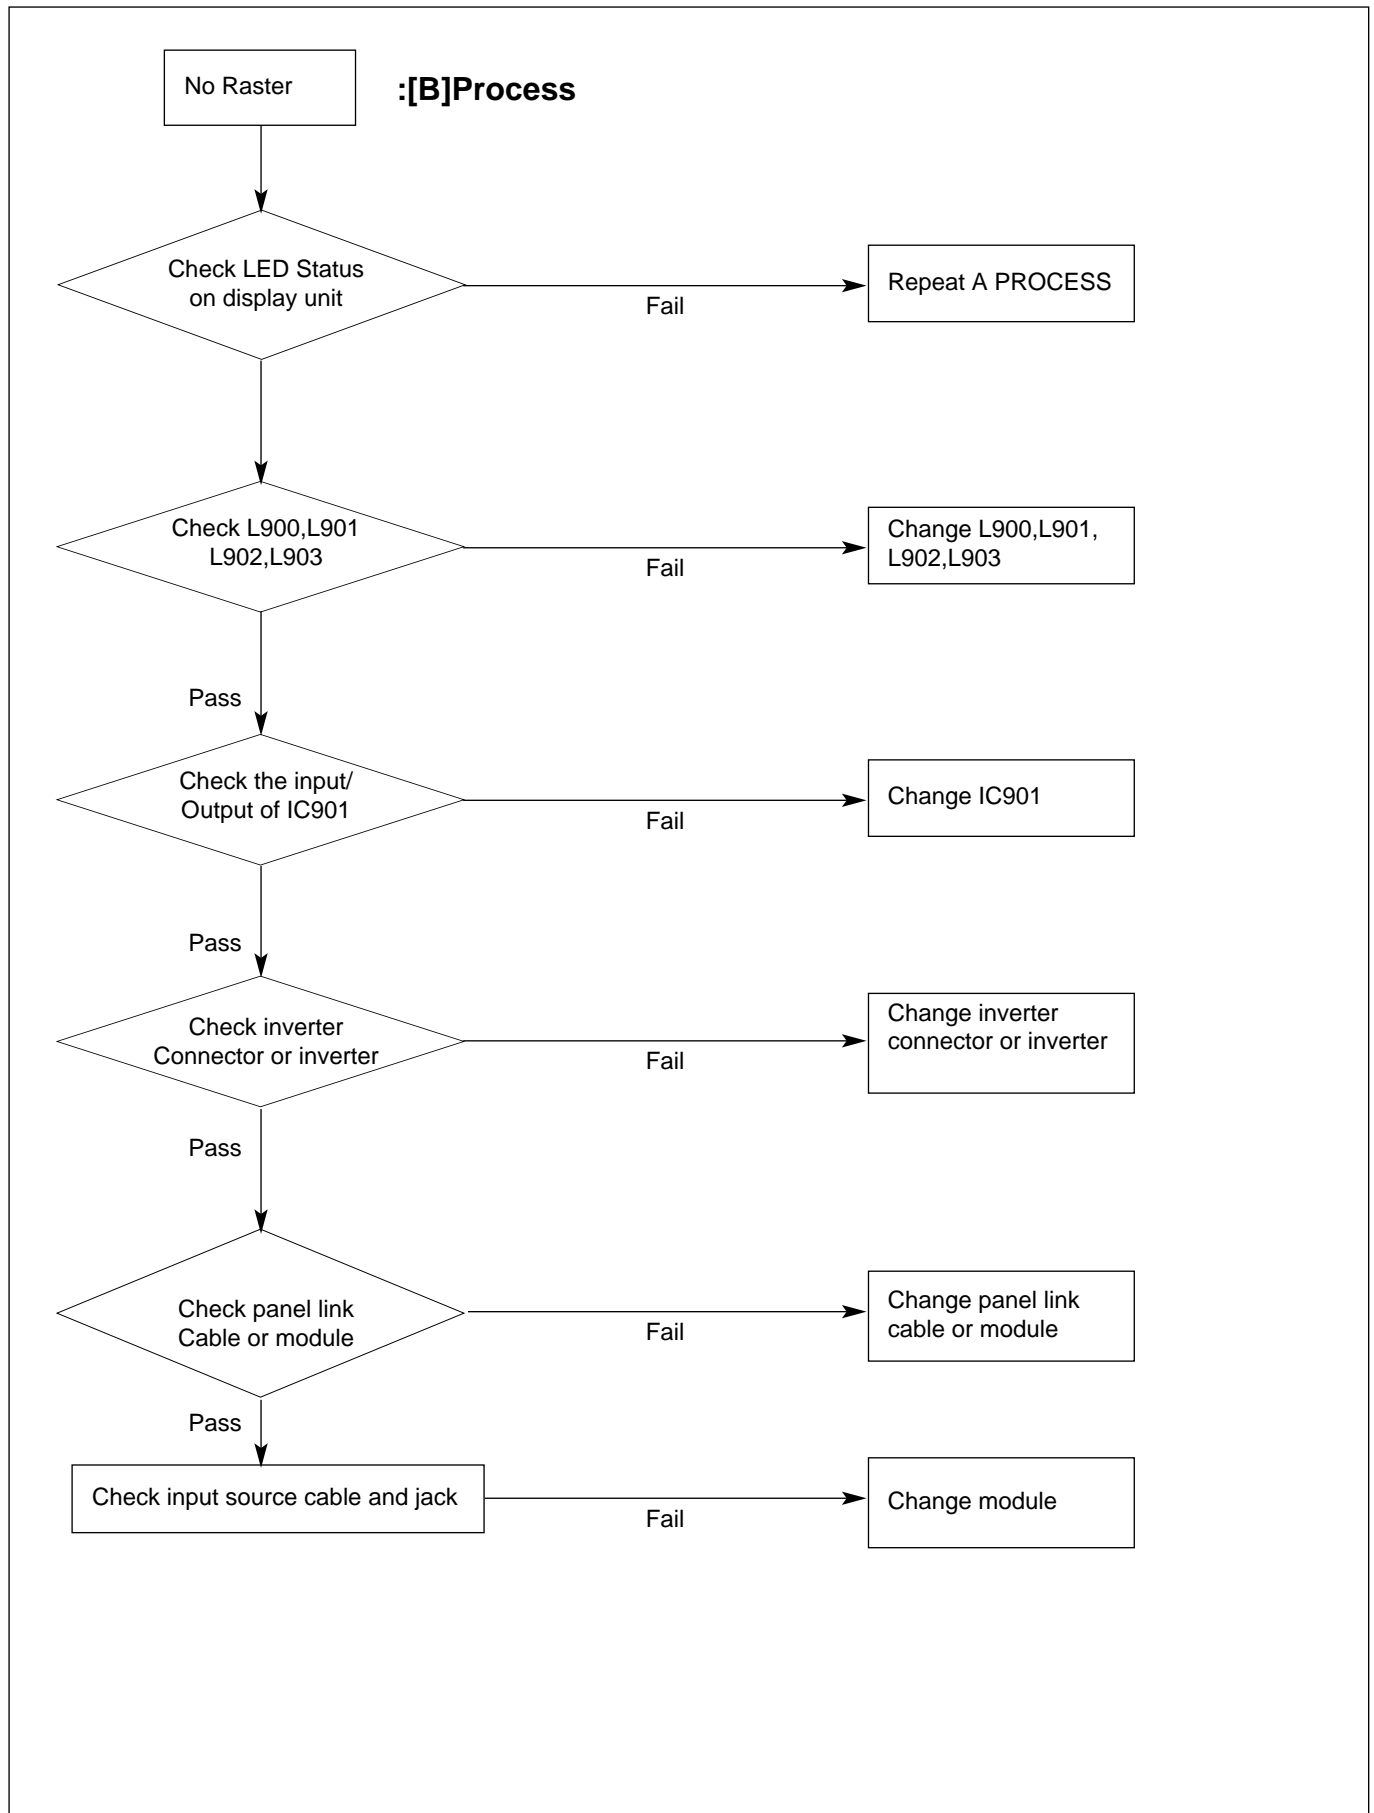 No Raster
:[B]Process
Check LED Status
on display unit
Fail
Repeat A PROCESS
Check L900,L901
L902,L903
Fail
Change L900,L901,
L902,L903
Pass
Check the input/
Output of IC901
Fail
Change IC901
Pass
Check inverter
Connector or inverter
Fail
Change inverter
connector or inverter
Pass
Check panel link
Cable or module
Fail
Change panel link
cable or module
Pass
Check input source cable and jack
Fail
Change module